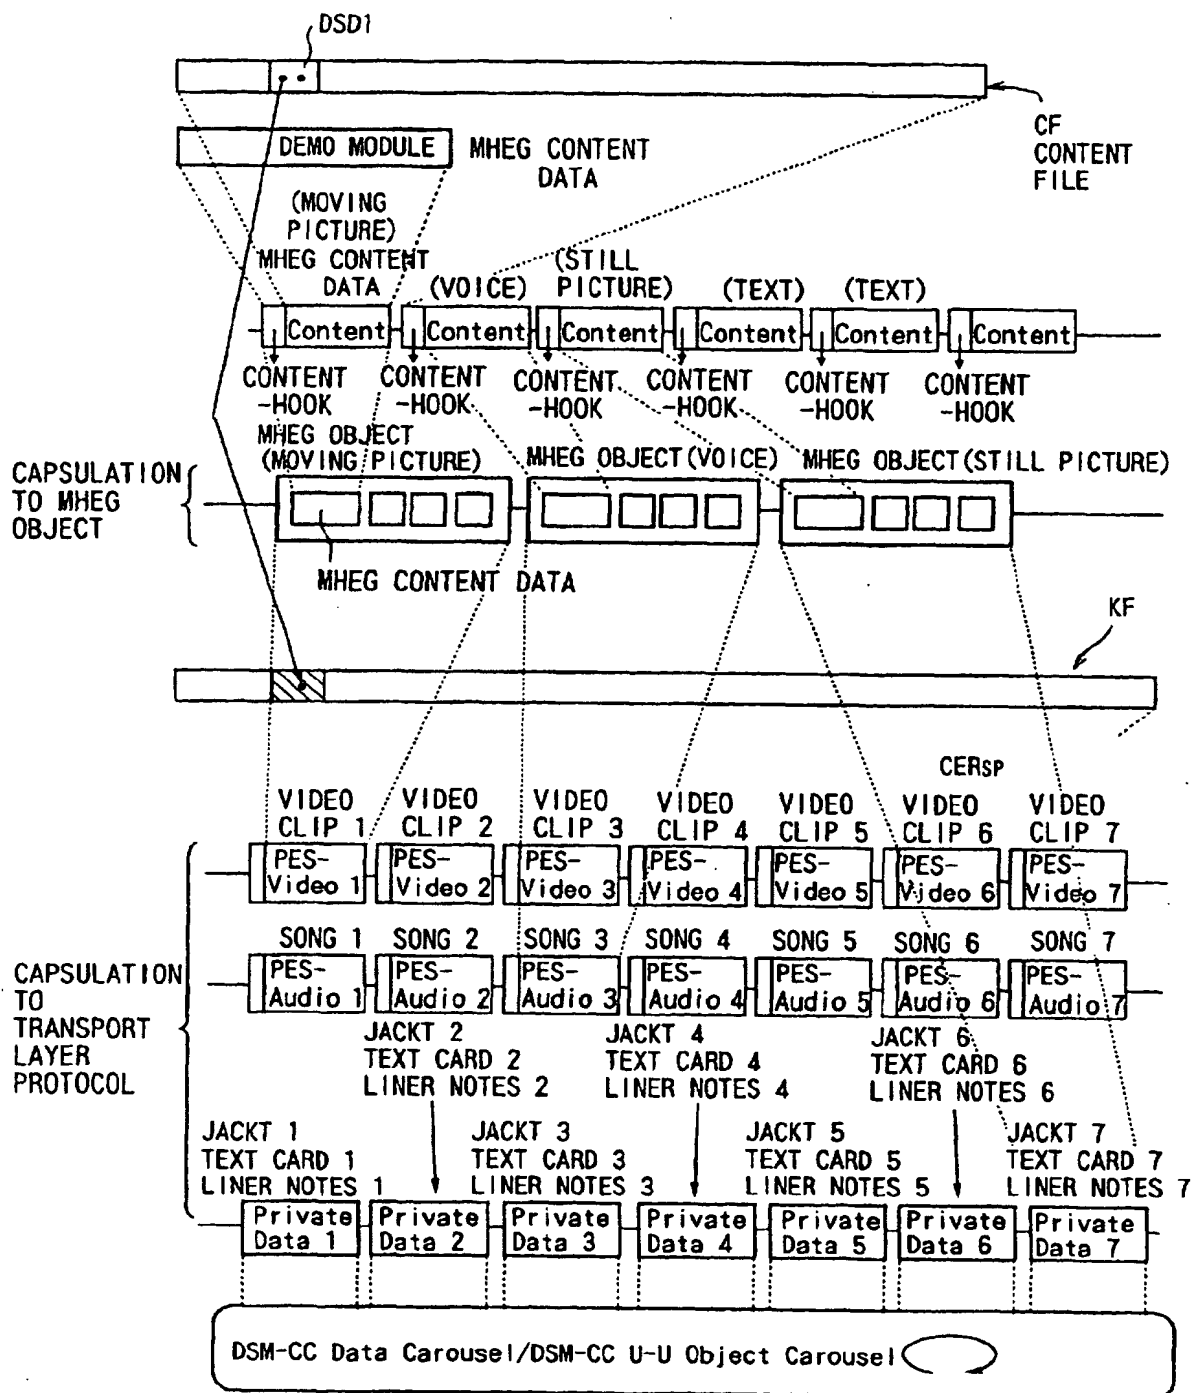 DSD1
CF
CONTENT
FILE
DEMO MODULE
MHEG CONTENT
DATA
(MOVING
PICTURE)
MHEG CONTENT
DATA
(VOICE)
(STILL
PICTURE)
(TEXT)
(TEXT)
Content
Content
Content
Content
Content
Content
CONTENT
-HOOK
CONTENT
-HOOK
CONTENT
-HOOK
CONTENT
-HOOK
CONTENT
-HOOK
CONTENT
-HOOK
CAPSULATION
TO MHEG
OBJECT
MHEG OBJECT
(MOVING PICTURE)
MHEG OBJECT(VOICE)
MHEG OBJECT(STILL PICTURE)
MHEG CONTENT DATA
KF
CERSP
VIDEO
CLIP 1
VIDEO
CLIP 2
VIDEO
CLIP 3
VIDEO
CLIP 4
VIDEO
CLIP 5
VIDEO
CLIP 6
VIDEO
CLIP 7
PES-
Video 1
PES-
Video 2
PES-
Video 3
PES-
Video 4
PES-
Video 5
PES-
Video 6
PES-
Video 7
CAPSULATION
TO
TRANSPORT
LAYER
PROTOCOL
SONG 1
SONG 2
SONG 3
SONG 4
SONG 5
SONG 6
SONG 7
PES-
Audio 1
PES-
Audio 2
PES-
Audio 3
PES-
Audio 4
PES-
Audio 5
PES-
Audio 6
PES-
Audio 7
JACKT 2
TEXT CARD 2
LINER NOTES 2
JACKT 4
TEXT CARD 4
LINER NOTES 4
JACKT 6
TEXT CARD 6
LINER NOTES 6
JACKT 1
TEXT CARD 1
LINER NOTES 1
JACKT 3
TEXT CARD 3
LINER NOTES 3
JACKT 5
TEXT CARD 5
LINER NOTES 5
JACKT 7
TEXT CARD 7
LINER NOTES 7
Private
Data 1
Private
Data 2
Private
Data 3
Private
Data 4
Private
Data 5
Private
Data 6
Private
Data 7
DSM-CC Data Carousel/DSM-CC U-U Object Carousel